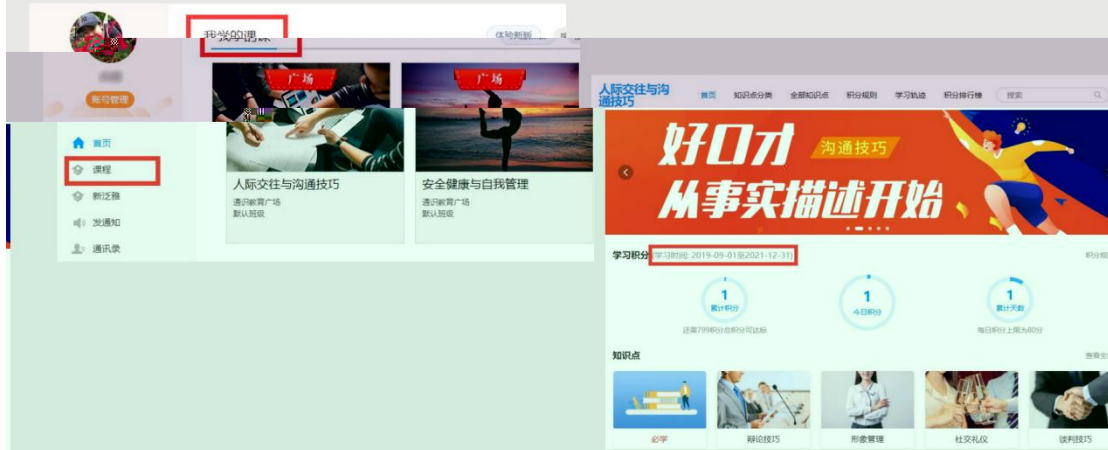 我学的课
体验新版
账号管理
首页
课程
新泛雅
发通知
通讯录
广场
广场
人际交往与沟通技巧
通识教育广场
默认班级
安全健康与自我管理
通识教育广场
默认班级
人际交往与沟
通技巧
首页 知识点分类 全部知识点 积分规则 学习轨迹 积分排行榜 搜索
好口才 沟通技巧
从事实描述开始
学习积分 (学习时间: 2019-09-01至2021-12-31)
积分规
1
累计积分
还需799积分总积分可达标
1
今日积分
1
累计天数
每日积分上限为80分
知识点
查看全
必学
辩论技巧
形象管理
社交礼仪
谈判技巧